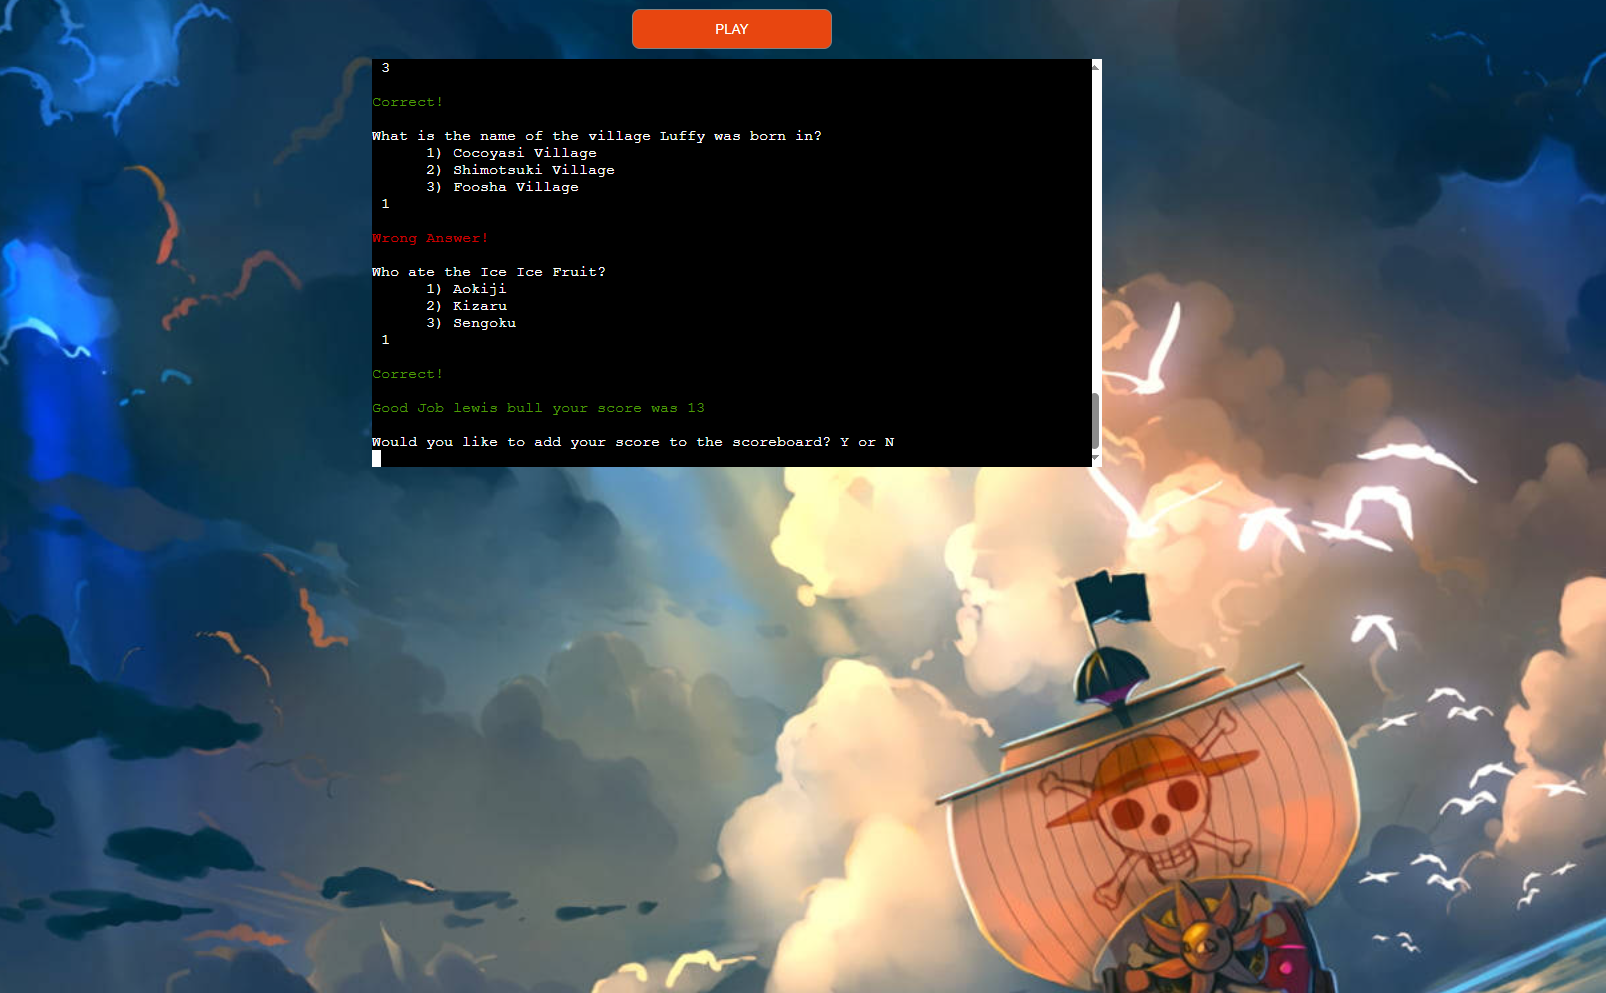 PLAY
3
Correct!
What is the name of the village Luffy was born in?
1) Cocoyasi Village
2) Shimotsuki Village
3) Foosha Village
1
Wrong Answer!
Who ate the Ice Ice Fruit?
1) Aokiji
2) Kizaru
3) Sengoku
1
Correct!
Good Job lewis bull your score was 13
Would you like to add your score to the scoreboard? Y or N